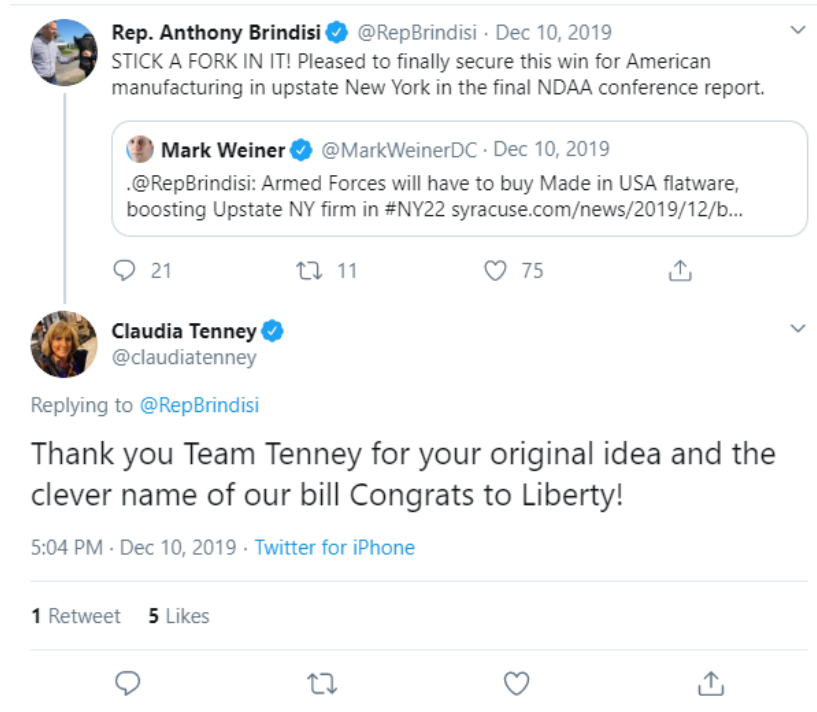 Rep. Anthony Brindisi @RepBrindisi · Dec 10, 2019
STICK A FORK IN IT! Pleased to finally secure this win for American
manufacturing in upstate New York in the final NDAA conference report.
Mark Weiner @MarkWeinerDC · Dec 10, 2019
.@RepBrindisi: Armed Forces will have to buy Made in USA flatware,
boosting Upstate NY firm in #NY22 syracuse.com/news/2019/12/b...
21 11 75
Claudia Tenney
@claudiatenney
Replying to @RepBrindisi
Thank you Team Tenney for your original idea and the
clever name of our bill Congrats to Liberty!
5:04 PM · Dec 10, 2019 · Twitter for iPhone
1 Retweet 5 Likes